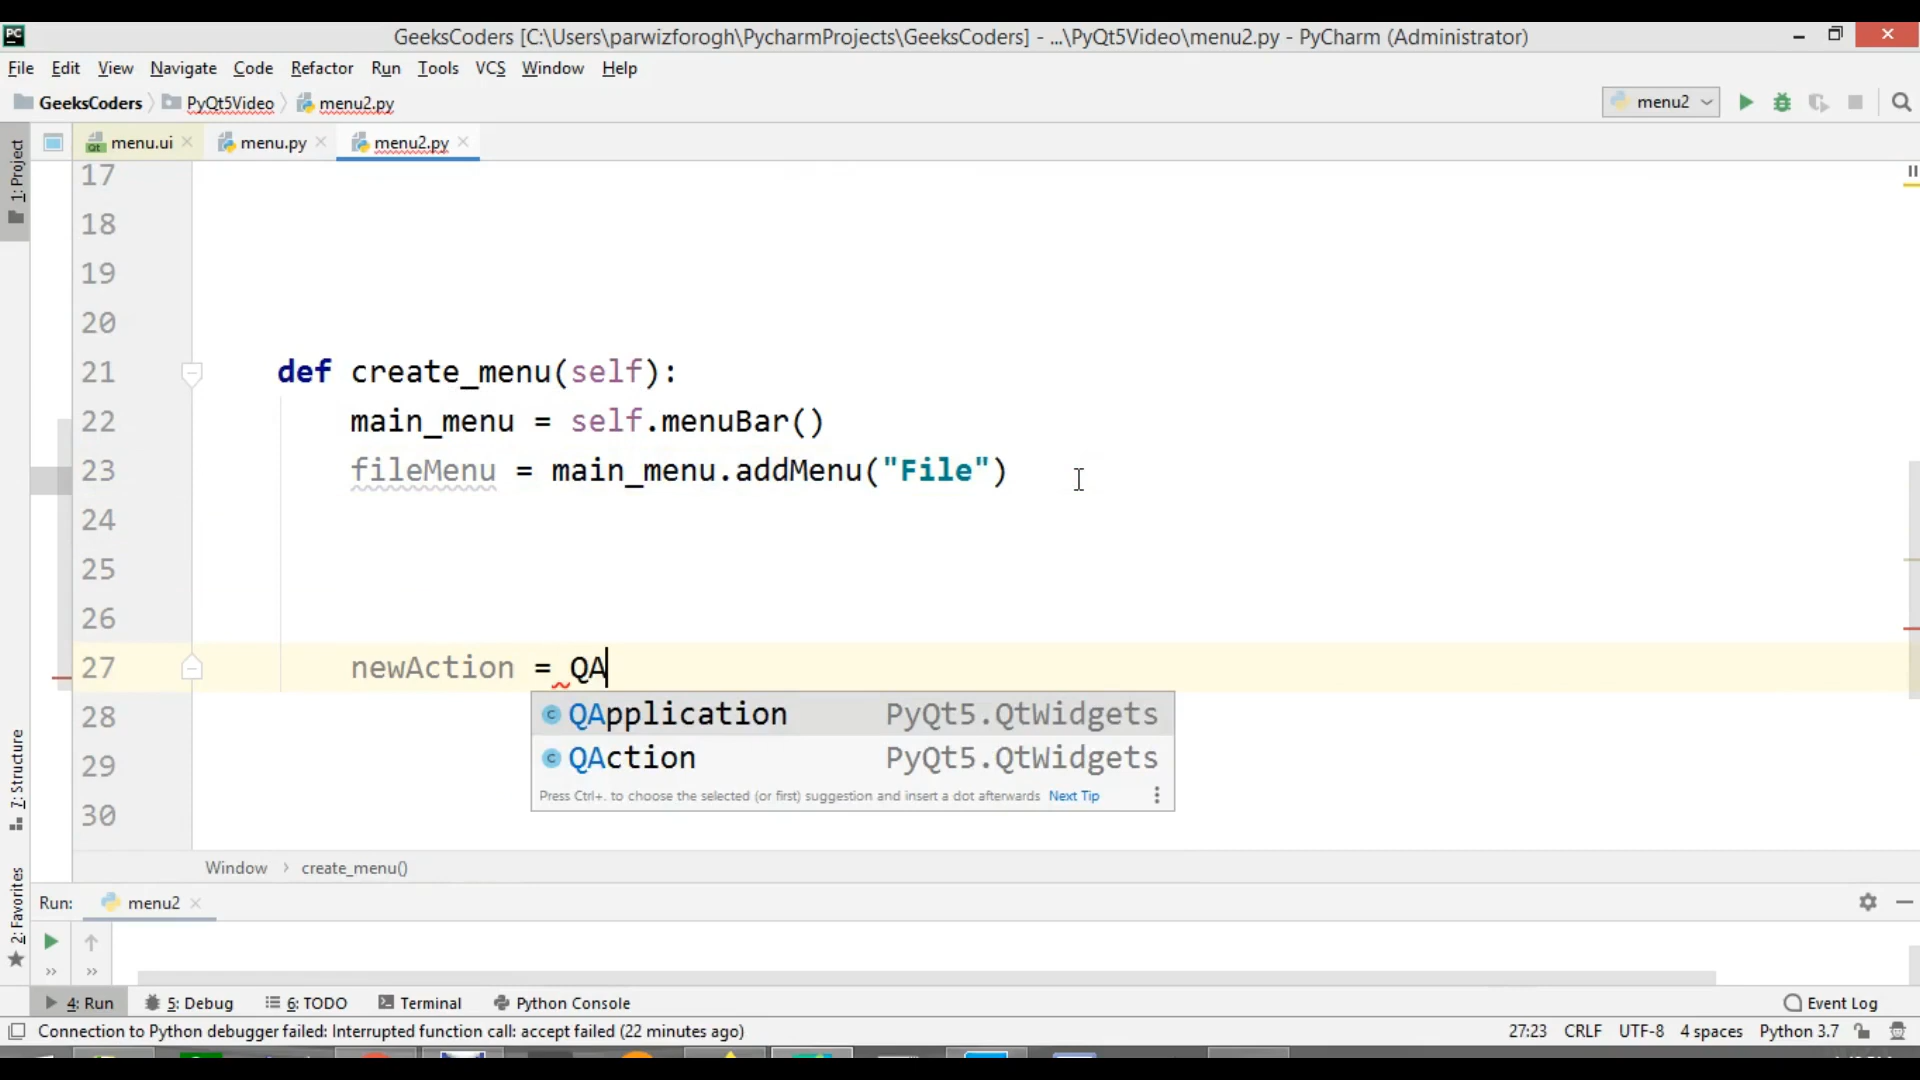 PC GeeksCoders [C:\Users\parwizforogh\PycharmProjects\GeeksCoders] - ...\PyQt5Video\menu2.py - PyCharm (Administrator)
File Edit View Navigate Code Refactor Run Tools VCS Window Help
GeeksCoders PyQt5Video menu2.py menu2
menu.ui menu.py menu2.py
1: Project
17
18
19
20
21 def create_menu(self):
22 main_menu = self.menuBar()
23 fileMenu = main_menu.addMenu("File")
24
25
26
27 newAction = QA
28 QApplication PyQt5.QtWidgets
29 QAction PyQt5.QtWidgets
Press Ctrl+. to choose the selected (or first) suggestion and insert a dot afterwards Next Tip
30
7: Structure
Window › create_menu()
2: Favorites
Run: menu2
4: Run 5: Debug 6: TODO Terminal Python Console Event Log
Connection to Python debugger failed: Interrupted function call: accept failed (22 minutes ago) 27:23 CRLF UTF-8 4 spaces Python 3.7